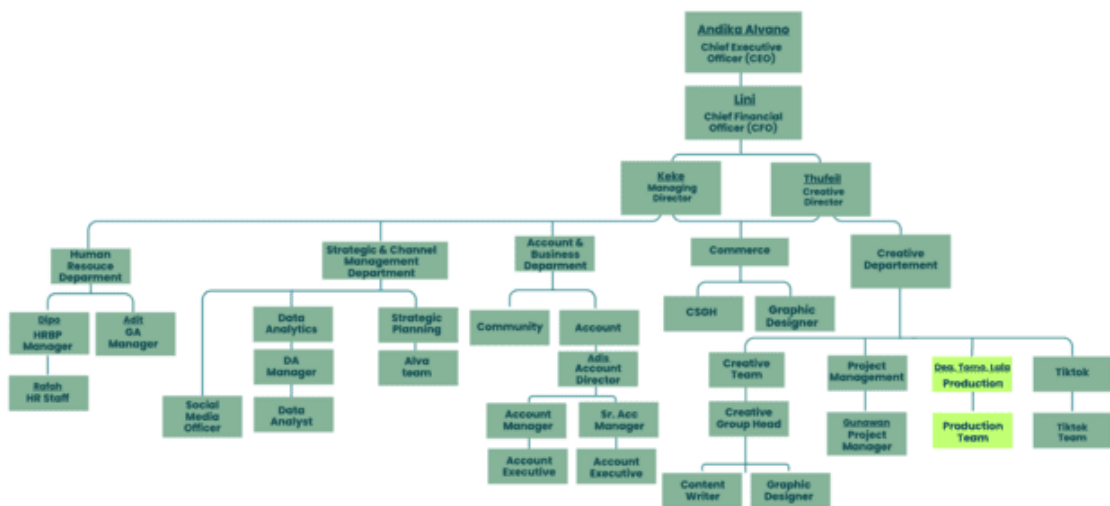 Andika Alvano
Chief Executive
Officer (CEO)
Lini
Chief Financial
Officer (CFO)
Keke
Managing
Director
Thufeil
Creative
Director
Human
Resouce
Deparment
Strategic & Channel
Management
Department
Account &
Business
Deparment
Commerce
Creative
Departement
Dipo
HRBP
Manager
Adit
GA
Manager
Data
Analytics
Strategic
Planning
Community
Account
CSGH
Graphic
Designer
Rafah
HR Staff
Social
Media
Officer
DA
Manager
Data
Analyst
Alva
team
Adis
Account
Director
Account
Manager
Sr. Acc
Manager
Account
Executive
Account
Executive
Creative
Team
Project
Management
Dea, Tomo, Lala
Production
Tiktok
Creative
Group Head
Gunawan
Project
Manager
Production
Team
Tiktok
Team
Content
Writer
Graphic
Designer